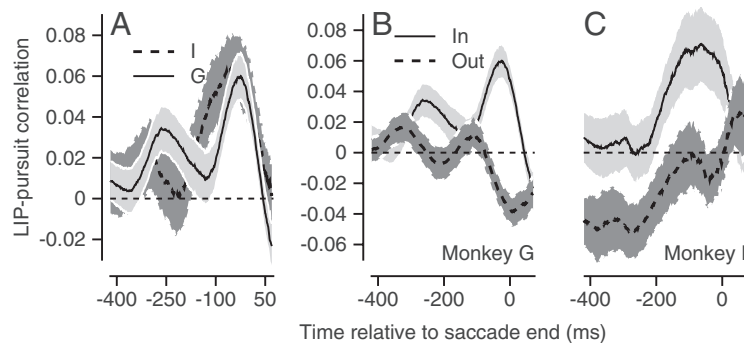 A
B
C
I
G
In
Out
0.08
0.06
0.04
0.02
0
-0.02
0.08
0.06
0.04
0.02
0
-0.02
-0.04
-0.06
LIP-pursuit correlation
Monkey G
Monkey
-400 -250 -100 50
-400 -200 0
-400 -200 0
Time relative to saccade end (ms)